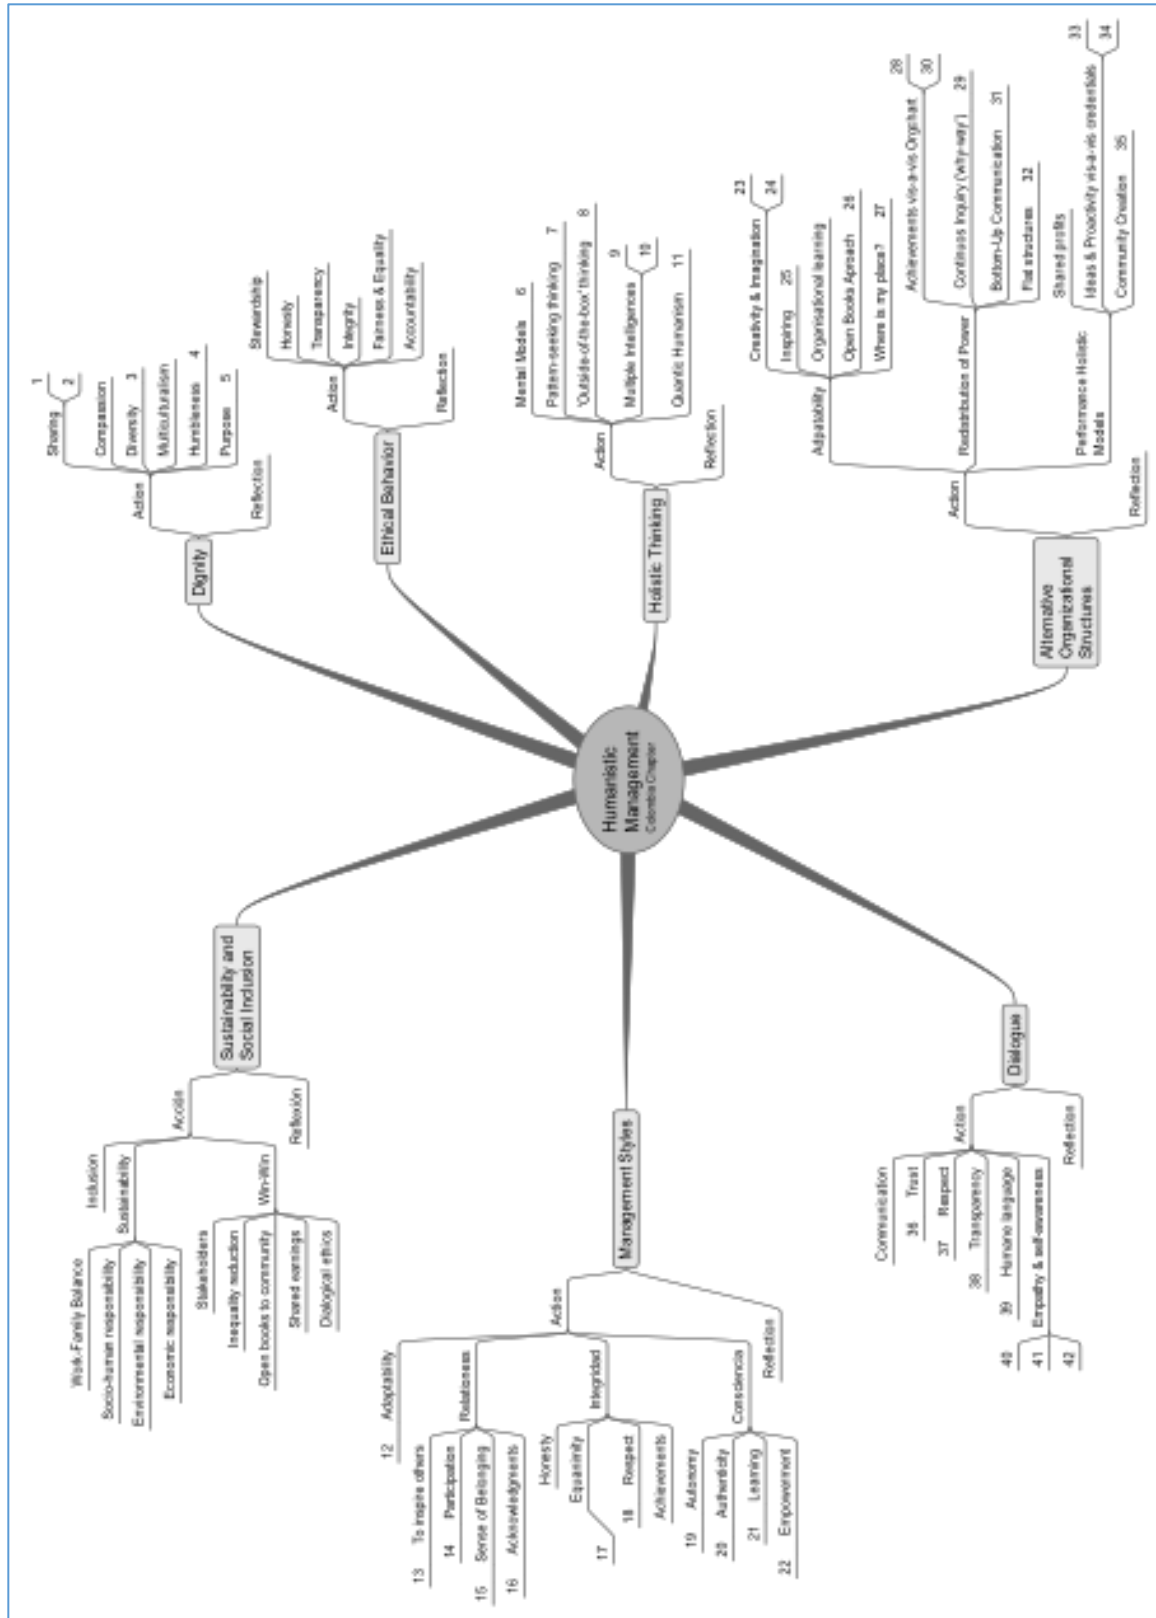 Humanistic
Management
Colombia Chapter
Dignity
Action
Sharing
1
2
Compassion
Diversity 3
Multiculturalism
Humbleness 4
Purpose 5
Reflection
Ethical Behavior
Action
Stewardship
Honesty
Transparency
Integrity
Fairness & Equality
Accountability
Reflection
Holistic Thinking
Action
Mental Models 6
Pattern-seeking thinking 7
'Outside-of-the-box' thinking 8
Multiple Intelligences
9
10
Quantic Humanism 11
Reflection
Alternative
Organizational
Structures
Action
Adpatability
Creativity & Imagination
23
24
Inspiring 25
Organisational learning
Open Books Aproach 26
Where is my place? 27
Redistribution of Power
Achievements vis-a-vis Orgchart
28
30
Continuos Inquiry ('why-way') 29
Bottom-Up Communication 31
Flat structures 32
Performance Holistic
Models
Shared profits
Ideas & Proactivity vis-a-vis credentials
33
34
Community Creation 35
Reflection
Sustainability and
Social Inclusion
Acción
Inclusion
Sustainability
Work-Family Balance
Socio-human responsibility
Environmental responsibility
Economic responsibility
Win-Win
Stakeholders
Inequality reduction
Open books to community
Shared earnings
Dialogical ethics
Reflexión
Management Styles
Action
12 Adaptability
Relationess
13 To inspire others
14 Participation
15 Sense of Belonging
16 Acknowledgments
Integridad
Honesty
Equanimity
17
18 Respect
Achievements
Consciencia
19 Autonomy
20 Authenticity
21 Learning
22 Empowerment
Reflection
Dialogue
Action
Communication
36 Trust
37 Respect
38 Transparency
39 Humane language
Empathy & self-awareness
40
41
42
Reflection